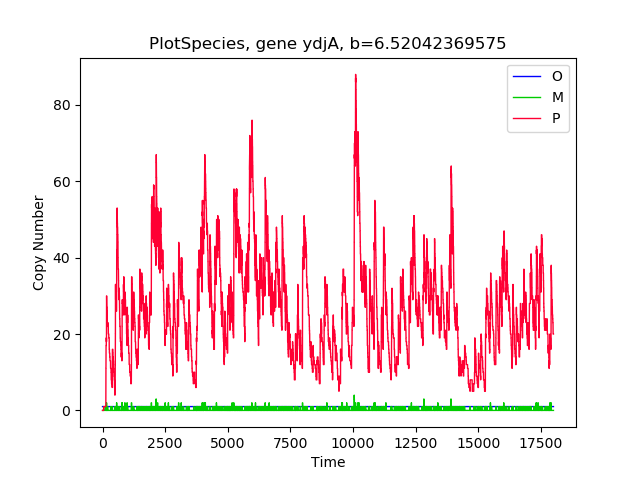 PlotSpecies, gene ydjA, b=6.52042369575
O
M
P
Copy Number
80
60
40
20
0
0 2500 5000 7500 10000 12500 15000 17500
Time